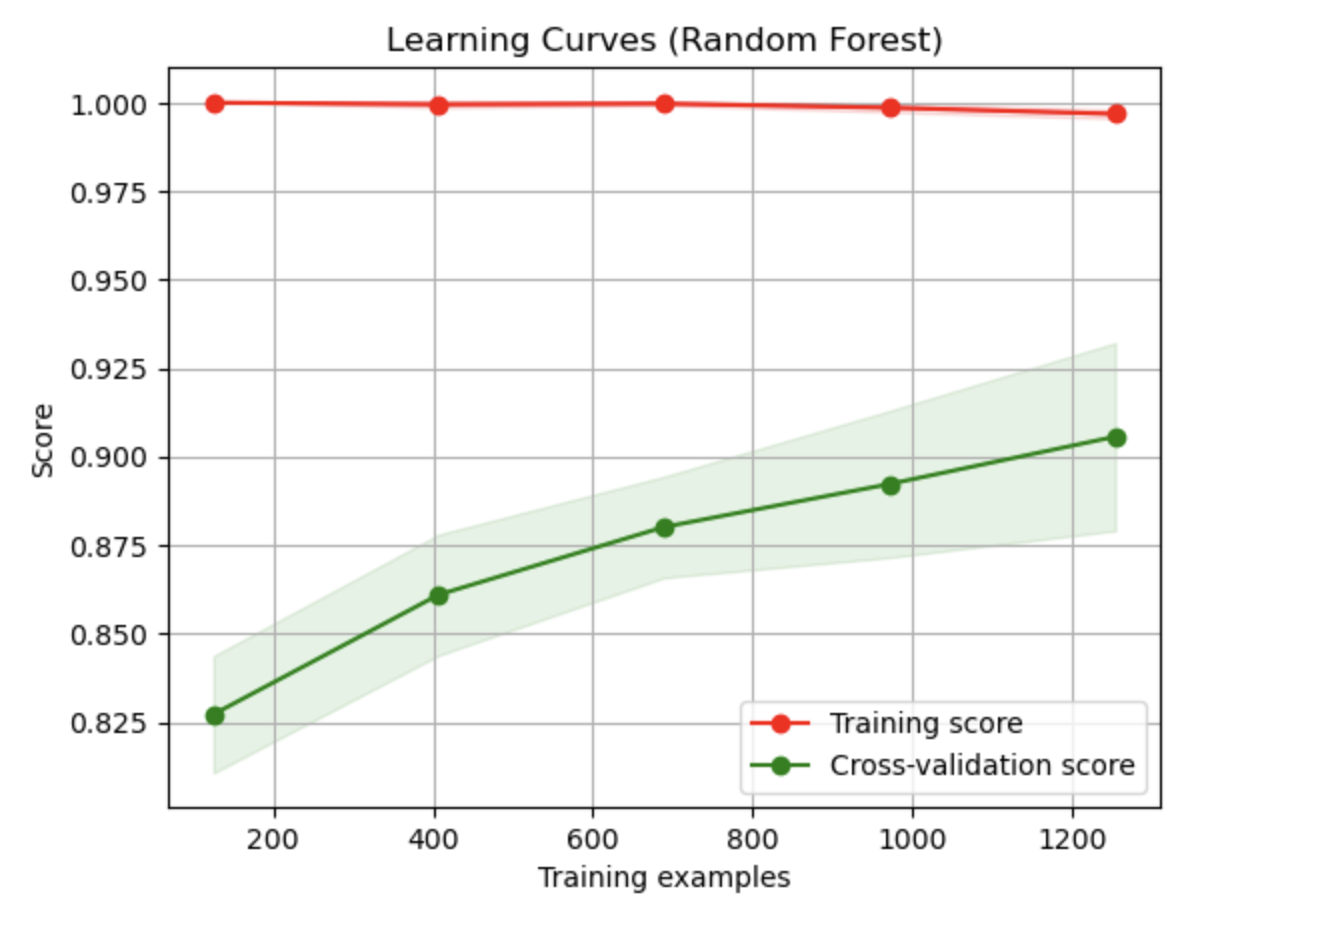 Learning Curves (Random Forest)
1.000
0.975
0.950
0.925
0.900
0.875
0.850
0.825
Score
Training score
Cross-validation score
200 400 600 800 1000 1200
Training examples